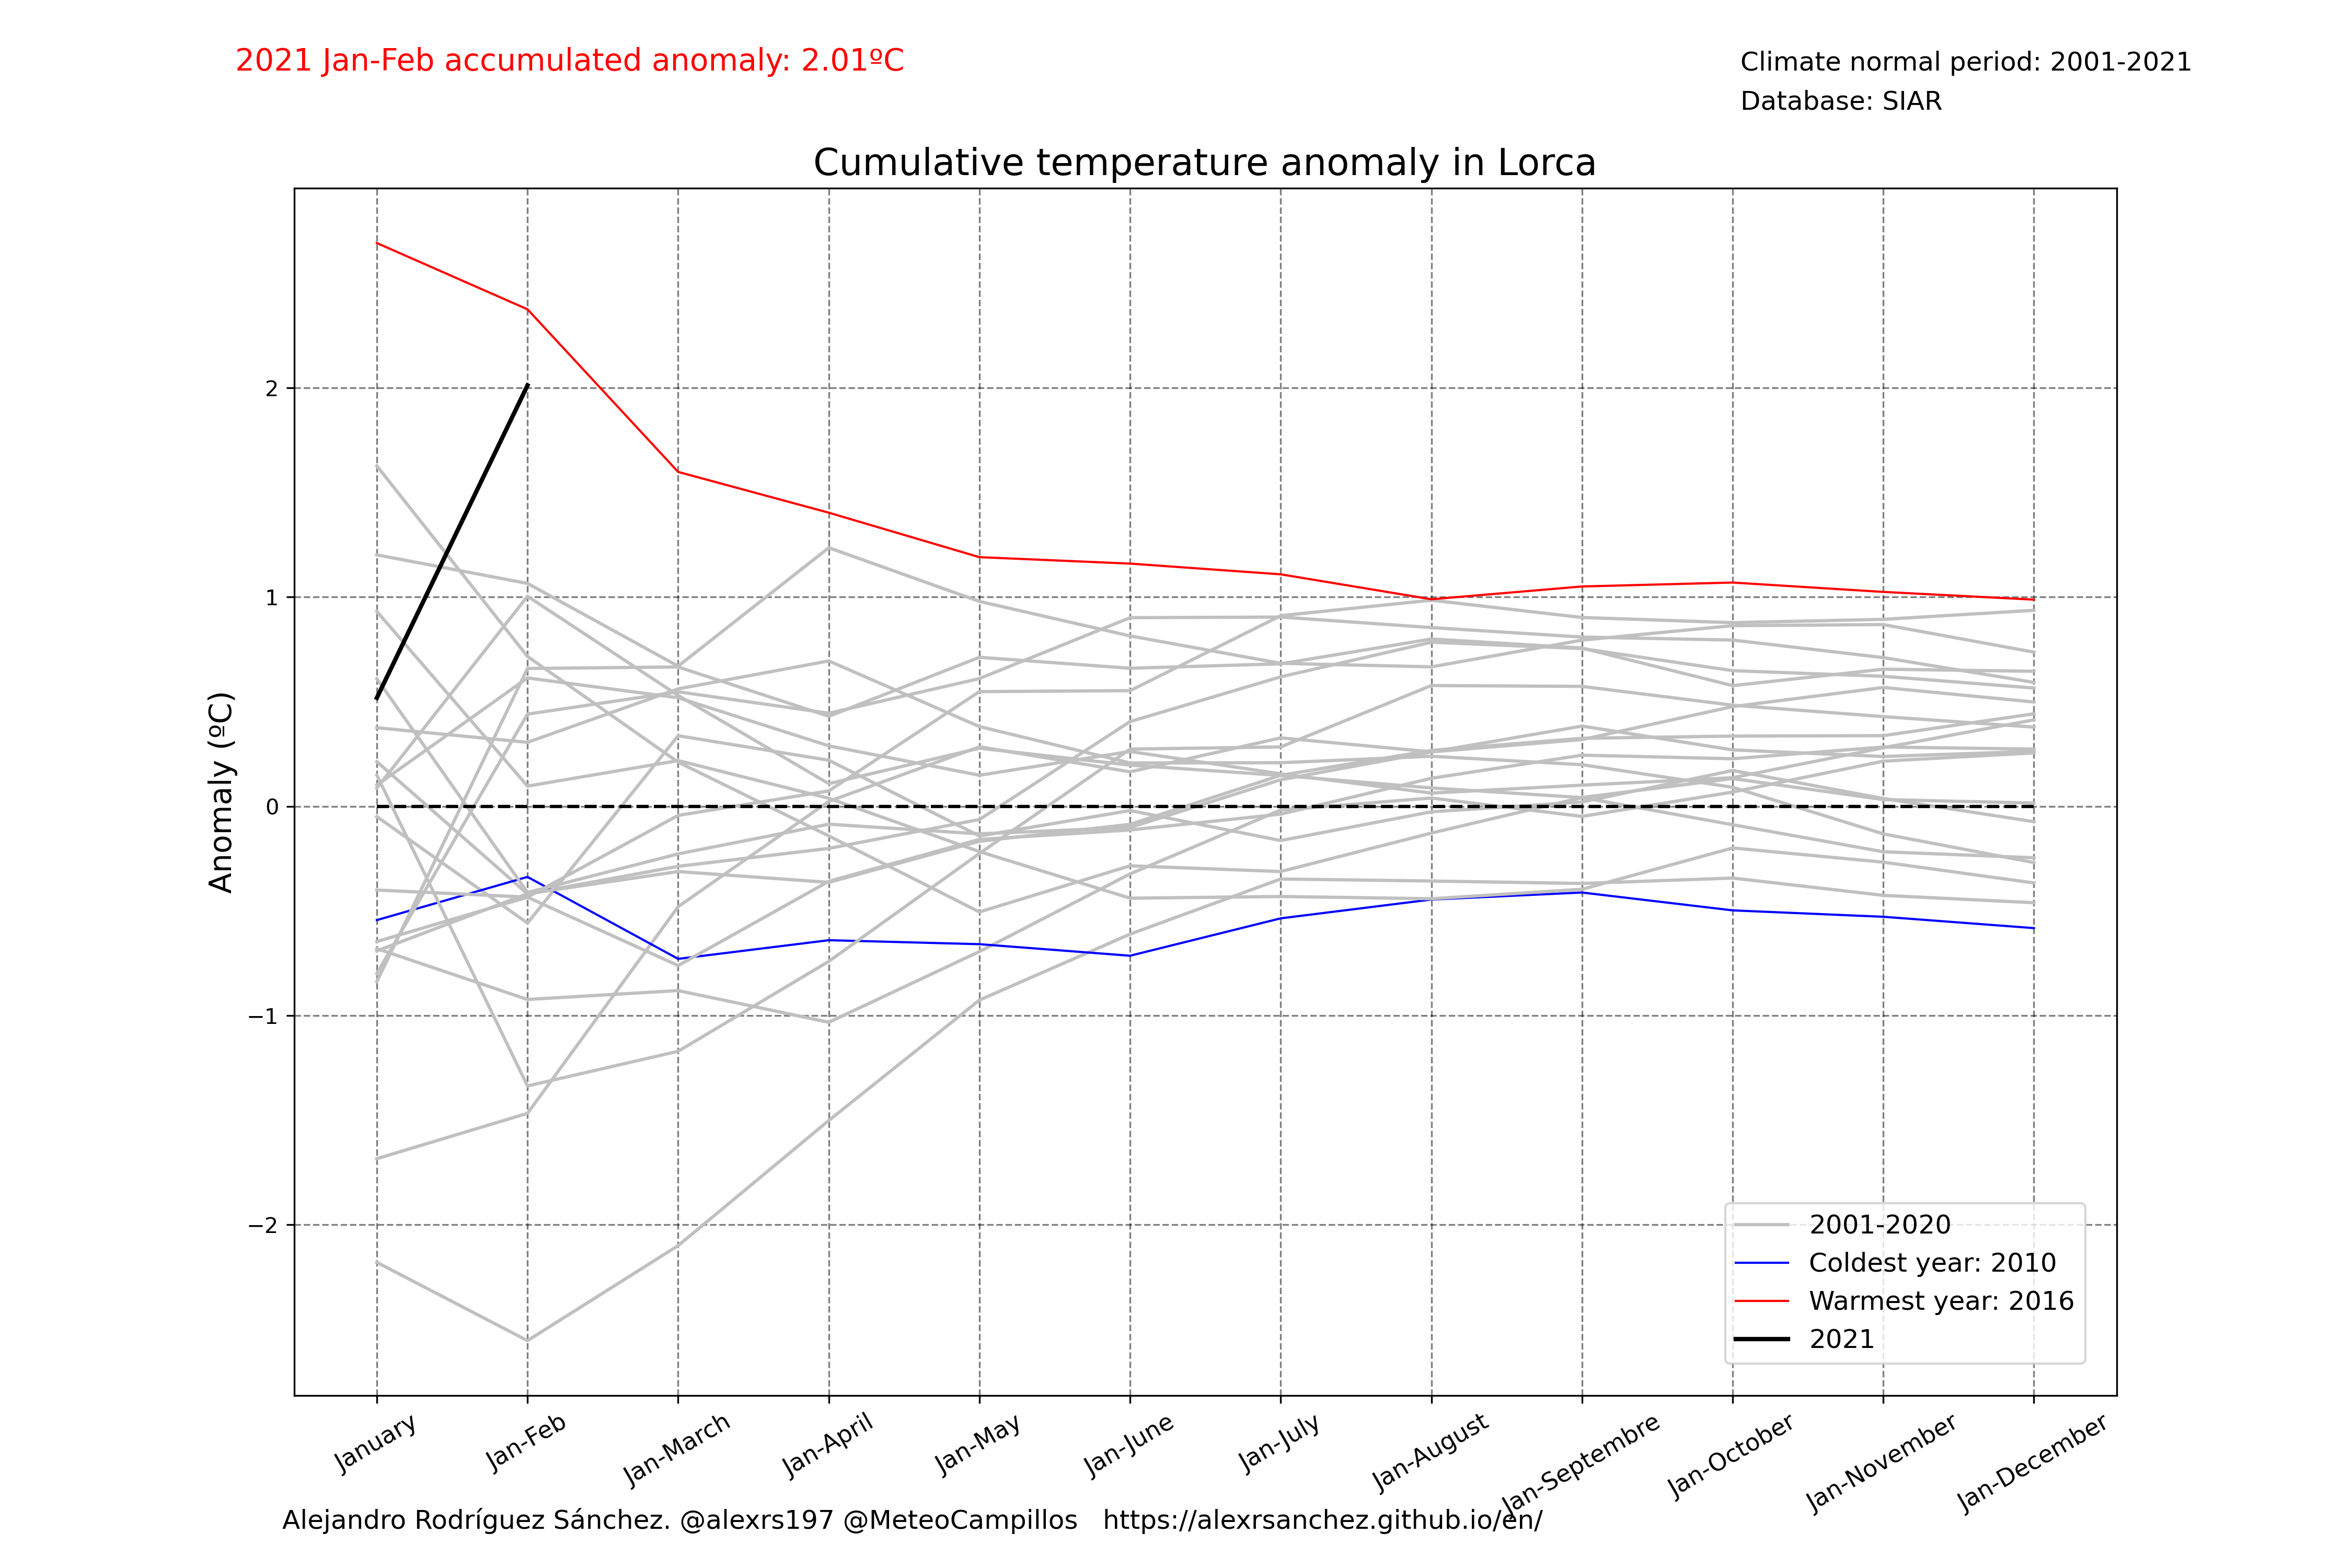 2021 Jan-Feb accumulated anomaly: 2.01ºC
Climate normal period: 2001-2021
Database: SIAR
Cumulative temperature anomaly in Lorca
Anomaly (ºC)
2
1
0
−1
−2
2001-2020
Coldest year: 2010
Warmest year: 2016
2021
January
Jan-Feb
Jan-March
Jan-April
Jan-May
Jan-June
Jan-July
Jan-August
Jan-Septembre
Jan-October
Jan-November
Jan-December
Alejandro Rodríguez Sánchez. @alexrs197 @MeteoCampillos https://alexrsanchez.github.io/en/